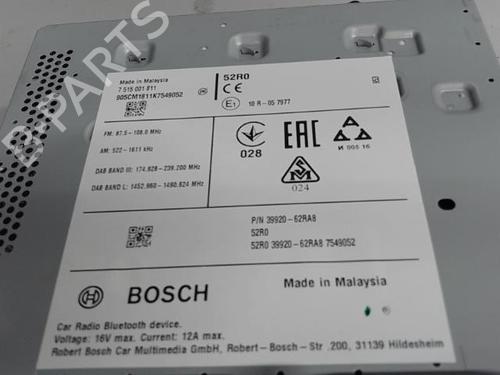 B-PARTS
Made in Malaysia
7 515 001 811
905CM1811K7549052
52R0
CE
E1 10 R - 05 7977
FM: 87.5 - 108.0 MHz
AM: 522 - 1611 kHz
DAB BAND III: 174.928 - 239.200 MHz
DAB BAND L: 1452.960 - 1490.624 MHz
028
EAC
И 005 16
024
P/N 39920-62RA8
52R0
52R0 39920-62RA8 7549052
BOSCH
Made in Malaysia
Car Radio Bluetooth device.
Voltage: 16V max. Current: 12A max.
Robert Bosch Car Multimedia GmbH, Robert-Bosch-Str .200, 31139 Hildesheim